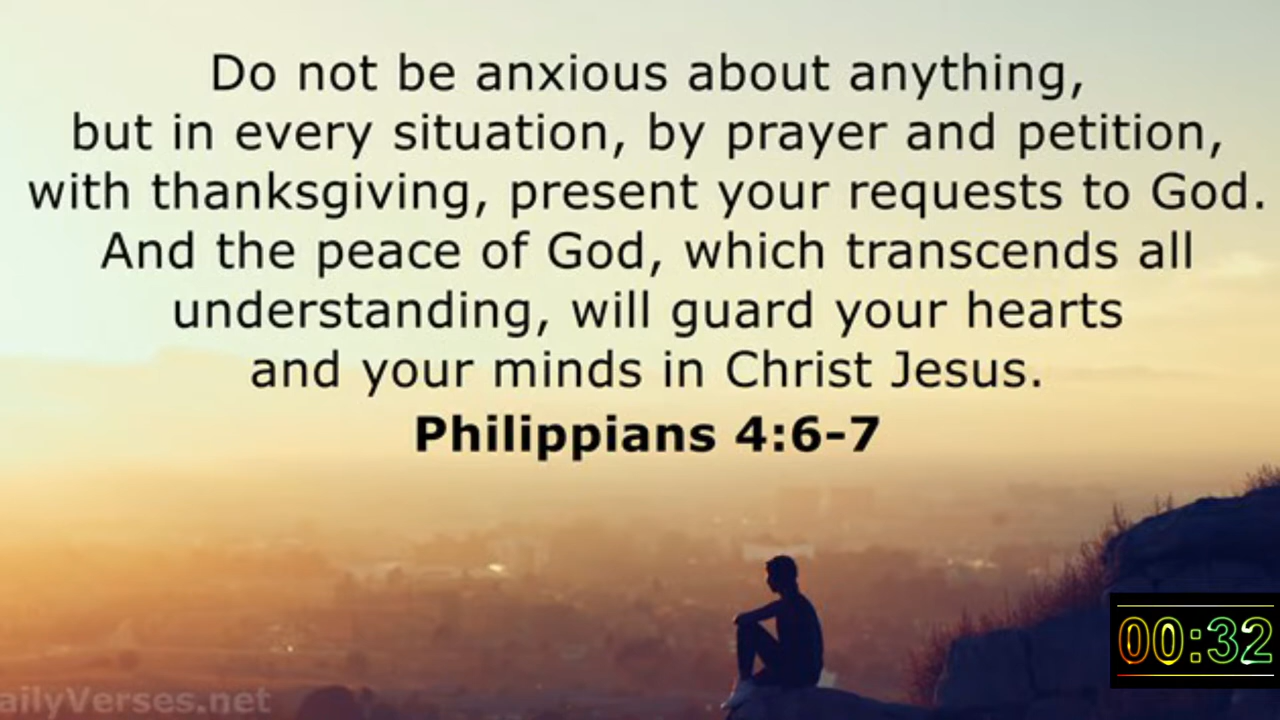 Do not be anxious about anything,
but in every situation, by prayer and petition,
with thanksgiving, present your requests to God.
And the peace of God, which transcends all
understanding, will guard your hearts
and your minds in Christ Jesus.
Philippians 4:6-7
00:32
ailyVerses.net